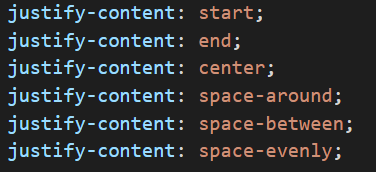 justify-content: start;
justify-content: end;
justify-content: center;
justify-content: space-around;
justify-content: space-between;
justify-content: space-evenly;